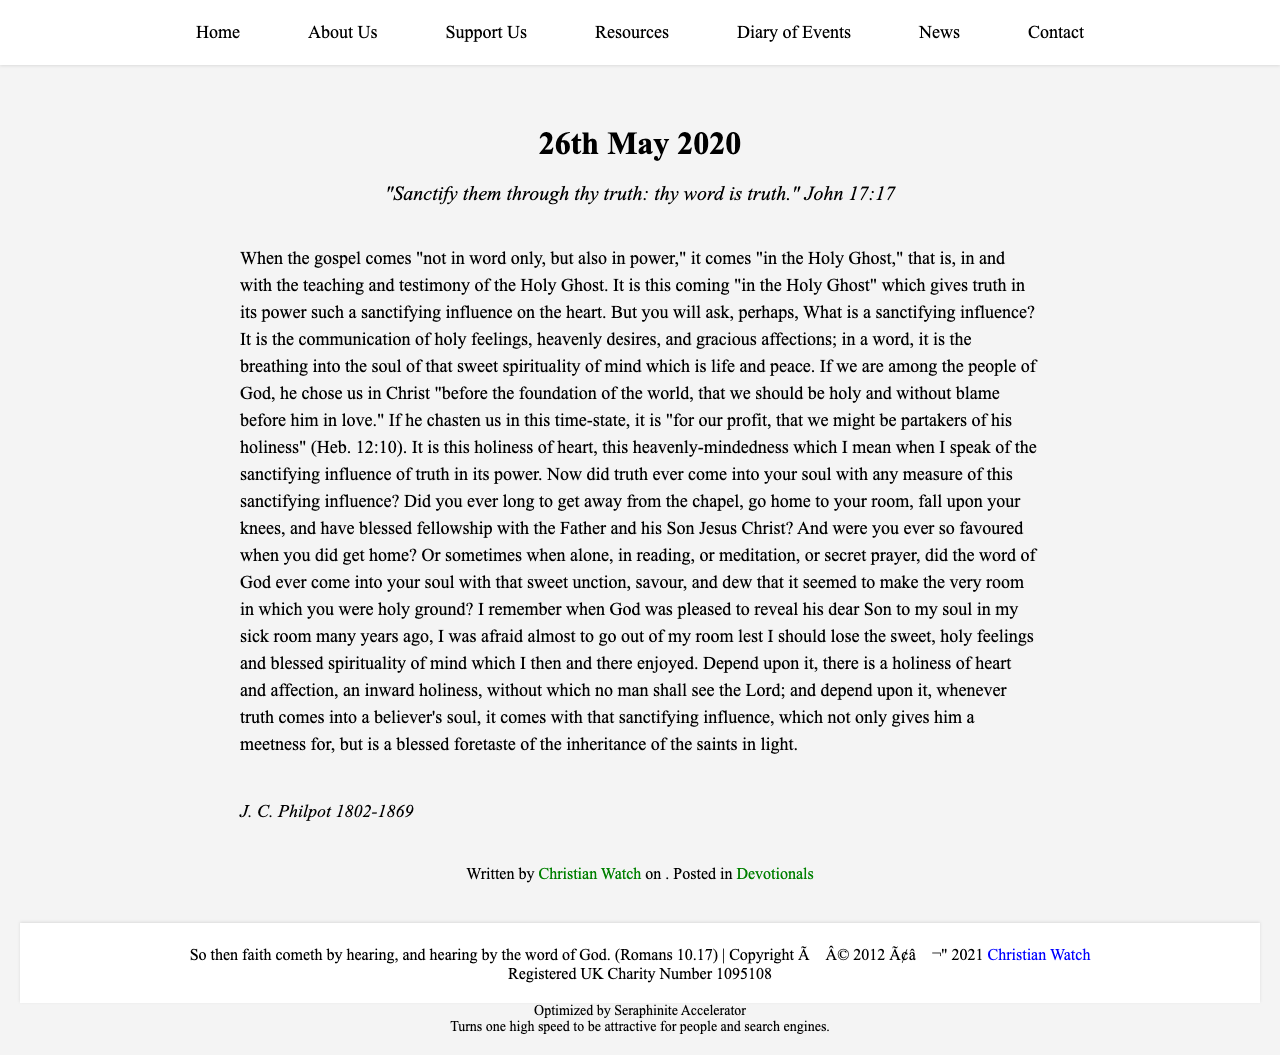 Home About Us Support Us Resources Diary of Events News Contact
26th May 2020
"Sanctify them through thy truth: thy word is truth." John 17:17
When the gospel comes "not in word only, but also in power," it comes "in the Holy Ghost," that is, in and
with the teaching and testimony of the Holy Ghost. It is this coming "in the Holy Ghost" which gives truth in
its power such a sanctifying influence on the heart. But you will ask, perhaps, What is a sanctifying influence?
It is the communication of holy feelings, heavenly desires, and gracious affections; in a word, it is the
breathing into the soul of that sweet spirituality of mind which is life and peace. If we are among the people of
God, he chose us in Christ "before the foundation of the world, that we should be holy and without blame
before him in love." If he chasten us in this time-state, it is "for our profit, that we might be partakers of his
holiness" (Heb. 12:10). It is this holiness of heart, this heavenly-mindedness which I mean when I speak of the
sanctifying influence of truth in its power. Now did truth ever come into your soul with any measure of this
sanctifying influence? Did you ever long to get away from the chapel, go home to your room, fall upon your
knees, and have blessed fellowship with the Father and his Son Jesus Christ? And were you ever so favoured
when you did get home? Or sometimes when alone, in reading, or meditation, or secret prayer, did the word of
God ever come into your soul with that sweet unction, savour, and dew that it seemed to make the very room
in which you were holy ground? I remember when God was pleased to reveal his dear Son to my soul in my
sick room many years ago, I was afraid almost to go out of my room lest I should lose the sweet, holy feelings
and blessed spirituality of mind which I then and there enjoyed. Depend upon it, there is a holiness of heart
and affection, an inward holiness, without which no man shall see the Lord; and depend upon it, whenever
truth comes into a believer's soul, it comes with that sanctifying influence, which not only gives him a
meetness for, but is a blessed foretaste of the inheritance of the saints in light.
J. C. Philpot 1802-1869
Written by Christian Watch on . Posted in Devotionals
So then faith cometh by hearing, and hearing by the word of God. (Romans 10.17) | Copyright Ã Â© 2012 Ã¢â ¬" 2021 Christian Watch
Registered UK Charity Number 1095108
Optimized by Seraphinite Accelerator
Turns one high speed to be attractive for people and search engines.